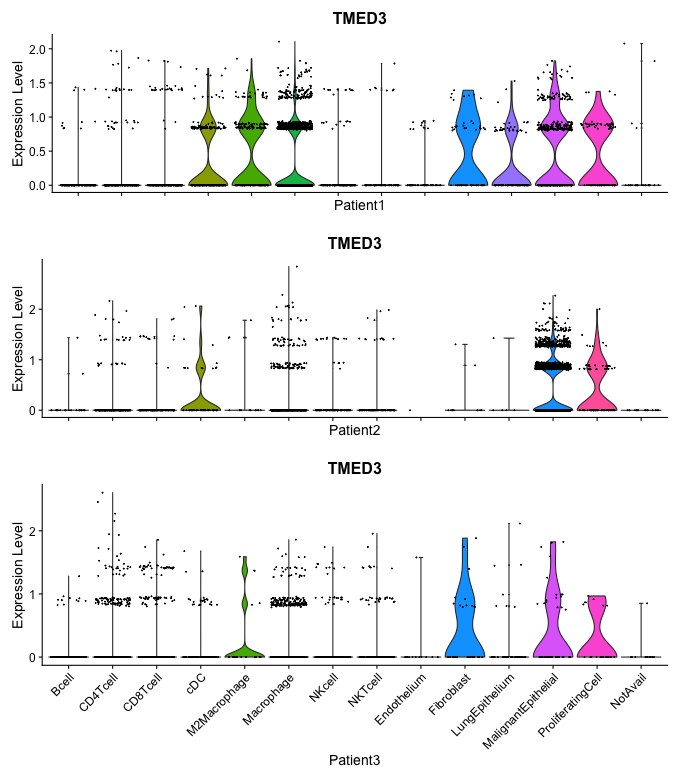 TMED3
Expression Level
2.0
1.5
1.0
0.5
0.0
Patient1
TMED3
Expression Level
2
1
0
Patient2
TMED3
Expression Level
2
1
0
Bcell
CD4Tcell
CD8Tcell
cDC
M2Macrophage
Macrophage
NKcell
NKTcell
Endothelium
Fibroblast
LungEpithelium
MalignantEpithelial
ProliferatingCell
NotAvail
Patient3